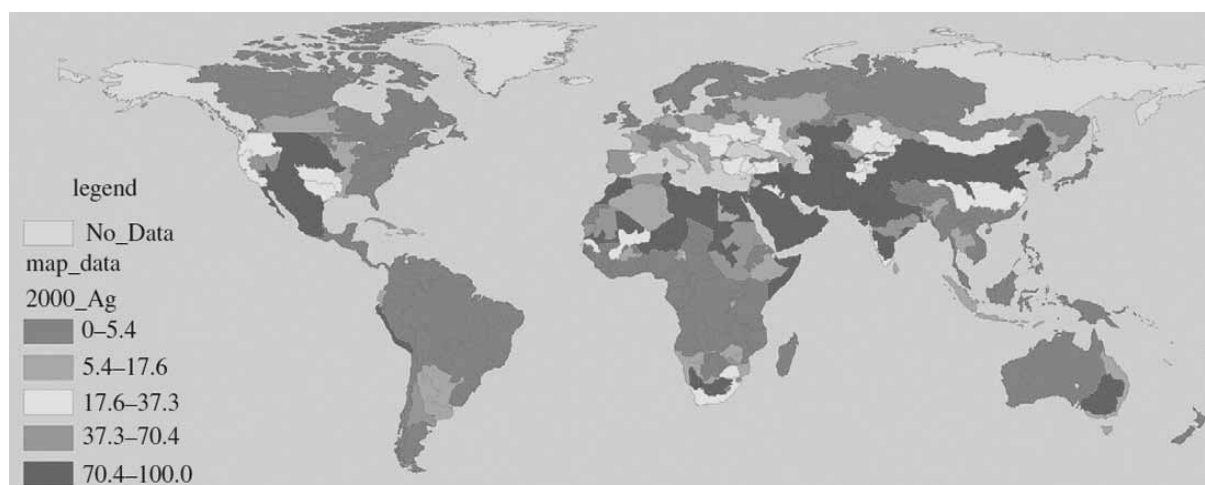 legend
No_Data
map_data
2000_Ag
0–5.4
5.4–17.6
17.6–37.3
37.3–70.4
70.4–100.0